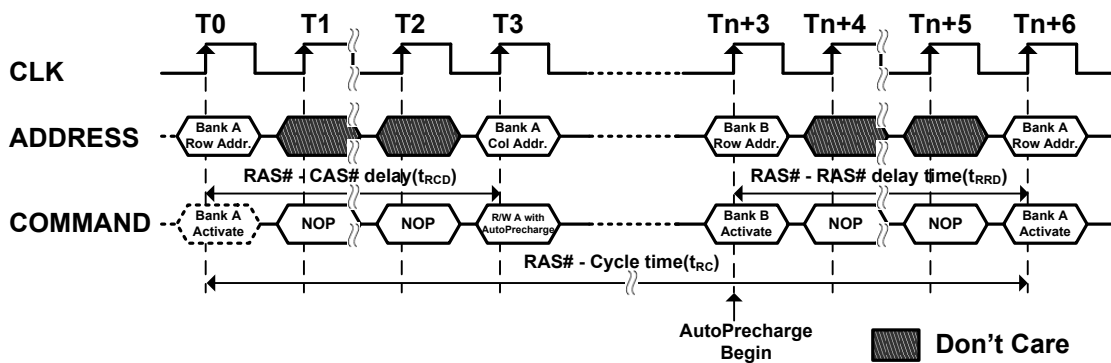 T0 T1 T2 T3 Tn+3 Tn+4 Tn+5 Tn+6
CLK
ADDRESS
Bank A
Row Addr.
Bank A
Col Addr.
Bank B
Row Addr.
Bank A
Row Addr.
RAS# - CAS# delay(tRCD)
RAS# - RAS# delay time(tRRD)
COMMAND
Bank A
Activate
NOP
NOP
R/W A with
AutoPrecharge
Bank B
Activate
NOP
NOP
Bank A
Activate
RAS# - Cycle time(tRC)
AutoPrecharge
Begin
Don't Care